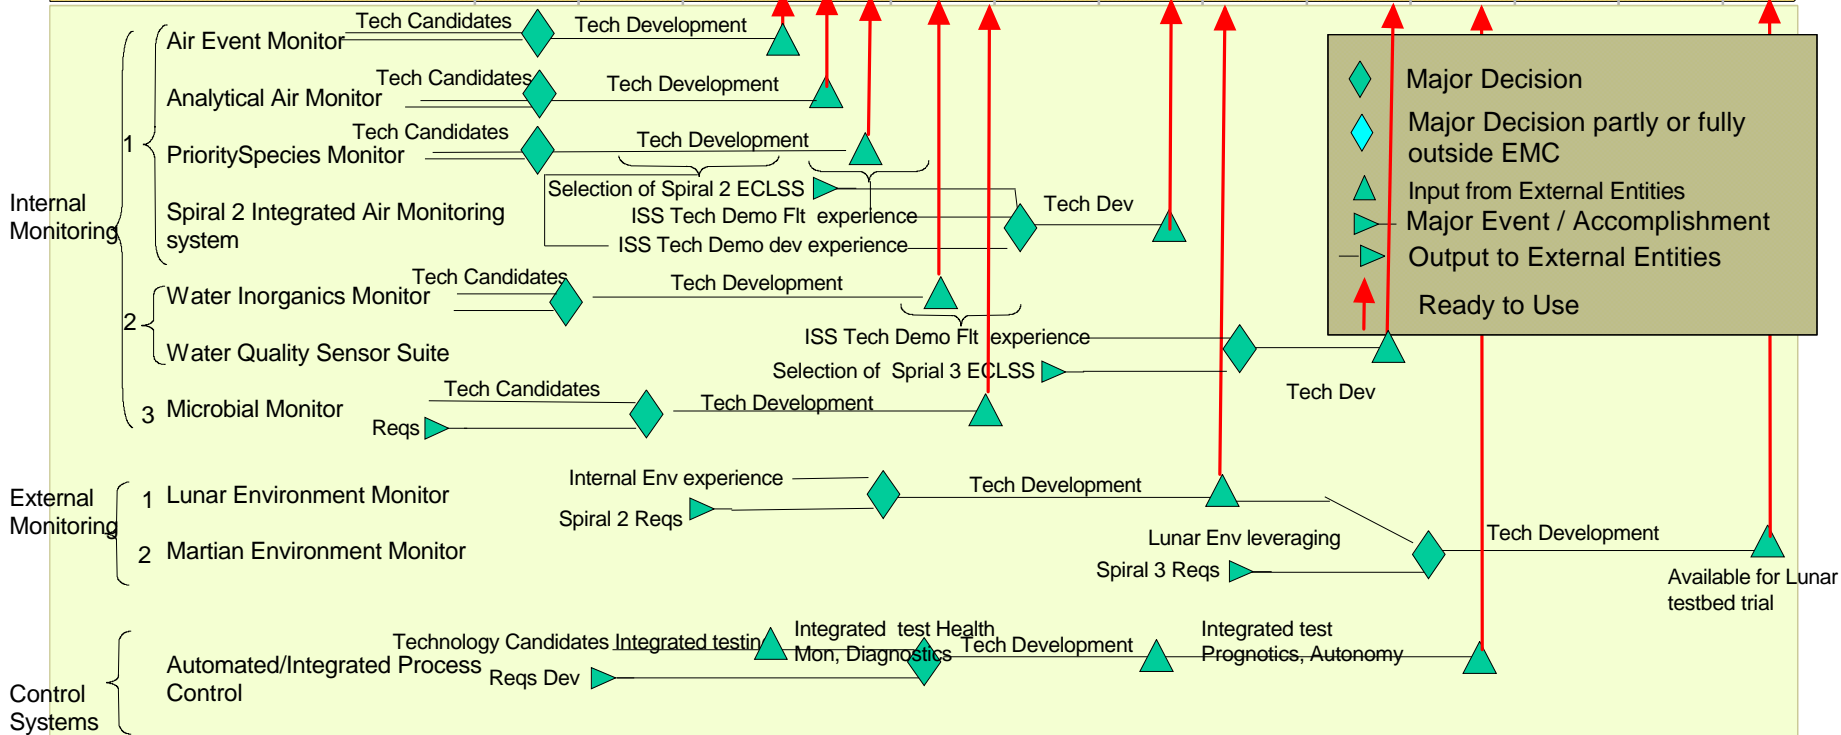 Tech Candidates
Tech Development
Air Event Monitor
Tech Candidates
Tech Development
Analytical Air Monitor
Tech Candidates
Tech Development
1
PrioritySpecies Monitor
Selection of Spiral 2 ECLSS
Internal
Monitoring
Spiral 2 Integrated Air Monitoring
system
ISS Tech Demo Flt experience
Tech Dev
ISS Tech Demo dev experience
Tech Candidates
Tech Development
Water Inorganics Monitor
2
ISS Tech Demo Flt experience
Water Quality Sensor Suite
Selection of Sprial 3 ECLSS
Tech Dev
Tech Candidates
Tech Development
3 Microbial Monitor
Reqs
Major Decision
Major Decision partly or fully
outside EMC
Input from External Entities
Major Event / Accomplishment
Output to External Entities
Ready to Use
External
Monitoring
Internal Env experience
Tech Development
1 Lunar Environment Monitor
Spiral 2 Reqs
Lunar Env leveraging
Tech Development
2 Martian Environment Monitor
Spiral 3 Reqs
Available for Lunar
testbed trial
Control
Systems
Technology Candidates Integrated testing
Integrated test Health
Mon, Diagnostics
Tech Development
Integrated test
Prognotics, Autonomy
Automated/Integrated Process
Control
Reqs Dev